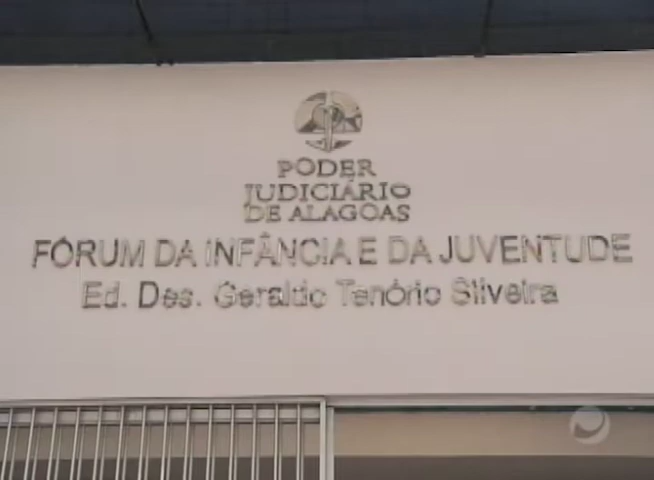 PODER
JUDICIÁRIO
DE ALAGOAS
FÓRUM DA INFÂNCIA E DA JUVENTUDE
Ed. Des. Geraldo Tenório Silveira